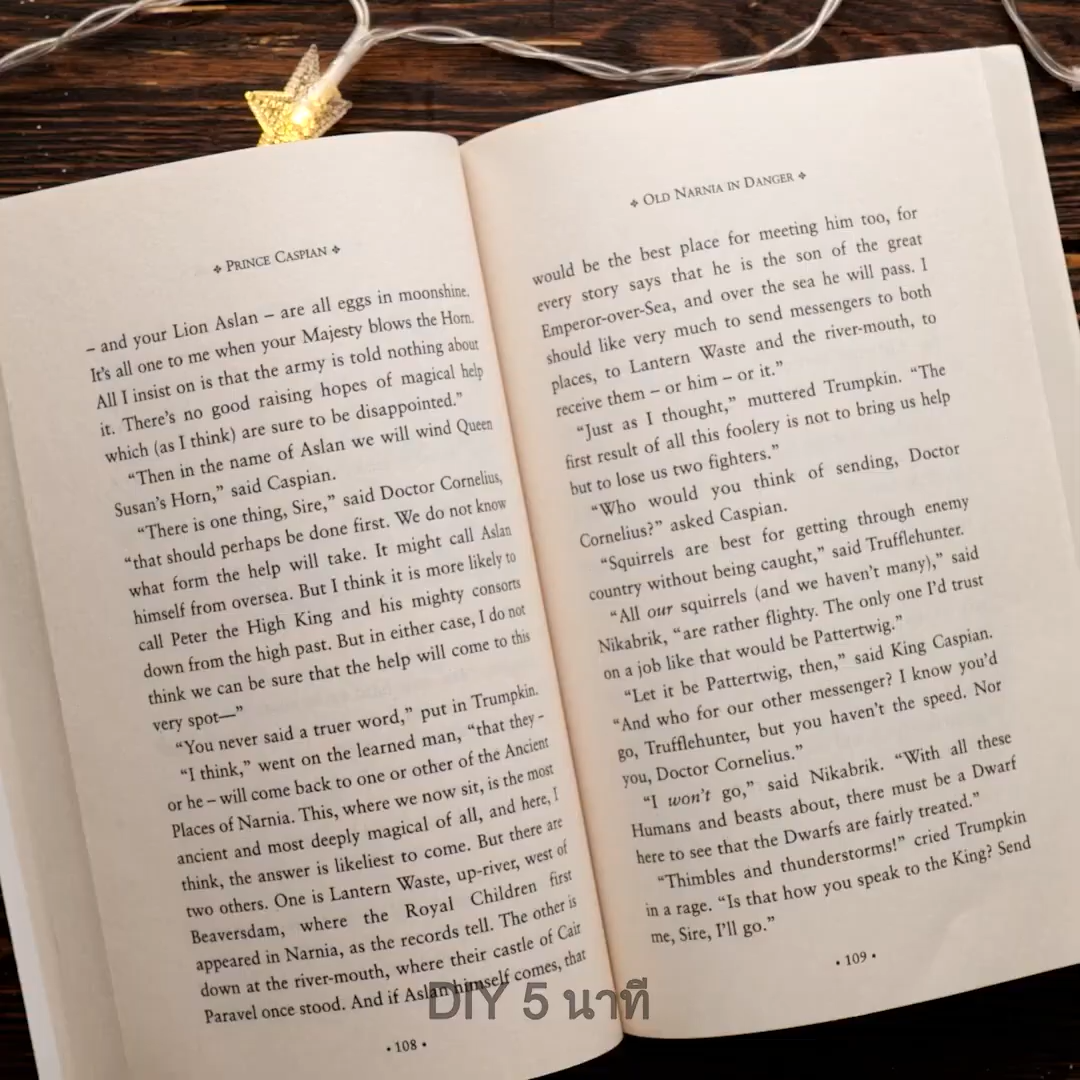 ❖ PRINCE CASPIAN ❖
– and your Lion Aslan – are all eggs in moonshine.
It's all one to me when your Majesty blows the Horn.
All I insist on is that the army is told nothing about
it. There's no good raising hopes of magical help
which (as I think) are sure to be disappointed.”
“Then in the name of Aslan we will wind Queen
Susan's Horn,” said Caspian.
“There is one thing, Sire,” said Doctor Cornelius,
“that should perhaps be done first. We do not know
what form the help will take. It might call Aslan
himself from oversea. But I think it is more likely to
call Peter the High King and his mighty consorts
down from the high past. But in either case, I do not
think we can be sure that the help will come to this
very spot—”
“You never said a truer word,” put in Trumpkin.
“I think,” went on the learned man, “that they –
or he – will come back to one or other of the Ancient
Places of Narnia. This, where we now sit, is the most
ancient and most deeply magical of all, and here, I
think, the answer is likeliest to come. But there are
two others. One is Lantern Waste, up-river, west of
Beaversdam, where the Royal Children first
appeared in Narnia, as the records tell. The other is
down at the river-mouth, where their castle of Cair
Paravel once stood. And if Aslan himself comes, that
• 108 •
❖ OLD NARNIA IN DANGER ❖
would be the best place for meeting him too, for
every story says that he is the son of the great
Emperor-over-Sea, and over the sea he will pass. I
should like very much to send messengers to both
places, to Lantern Waste and the river-mouth, to
receive them – or him – or it.”
“Just as I thought,” muttered Trumpkin. “The
first result of all this foolery is not to bring us help
but to lose us two fighters.”
“Who would you think of sending, Doctor
Cornelius?” asked Caspian.
“Squirrels are best for getting through enemy
country without being caught,” said Trufflehunter.
“All our squirrels (and we haven't many),” said
Nikabrik, “are rather flighty. The only one I'd trust
on a job like that would be Pattertwig.”
“Let it be Pattertwig, then,” said King Caspian.
“And who for our other messenger? I know you'd
go, Trufflehunter, but you haven't the speed. Nor
you, Doctor Cornelius.”
“I won't go,” said Nikabrik. “With all these
Humans and beasts about, there must be a Dwarf
here to see that the Dwarfs are fairly treated.”
“Thimbles and thunderstorms!” cried Trumpkin
in a rage. “Is that how you speak to the King? Send
me, Sire, I'll go.”
• 109 •
DIY 5 นาที